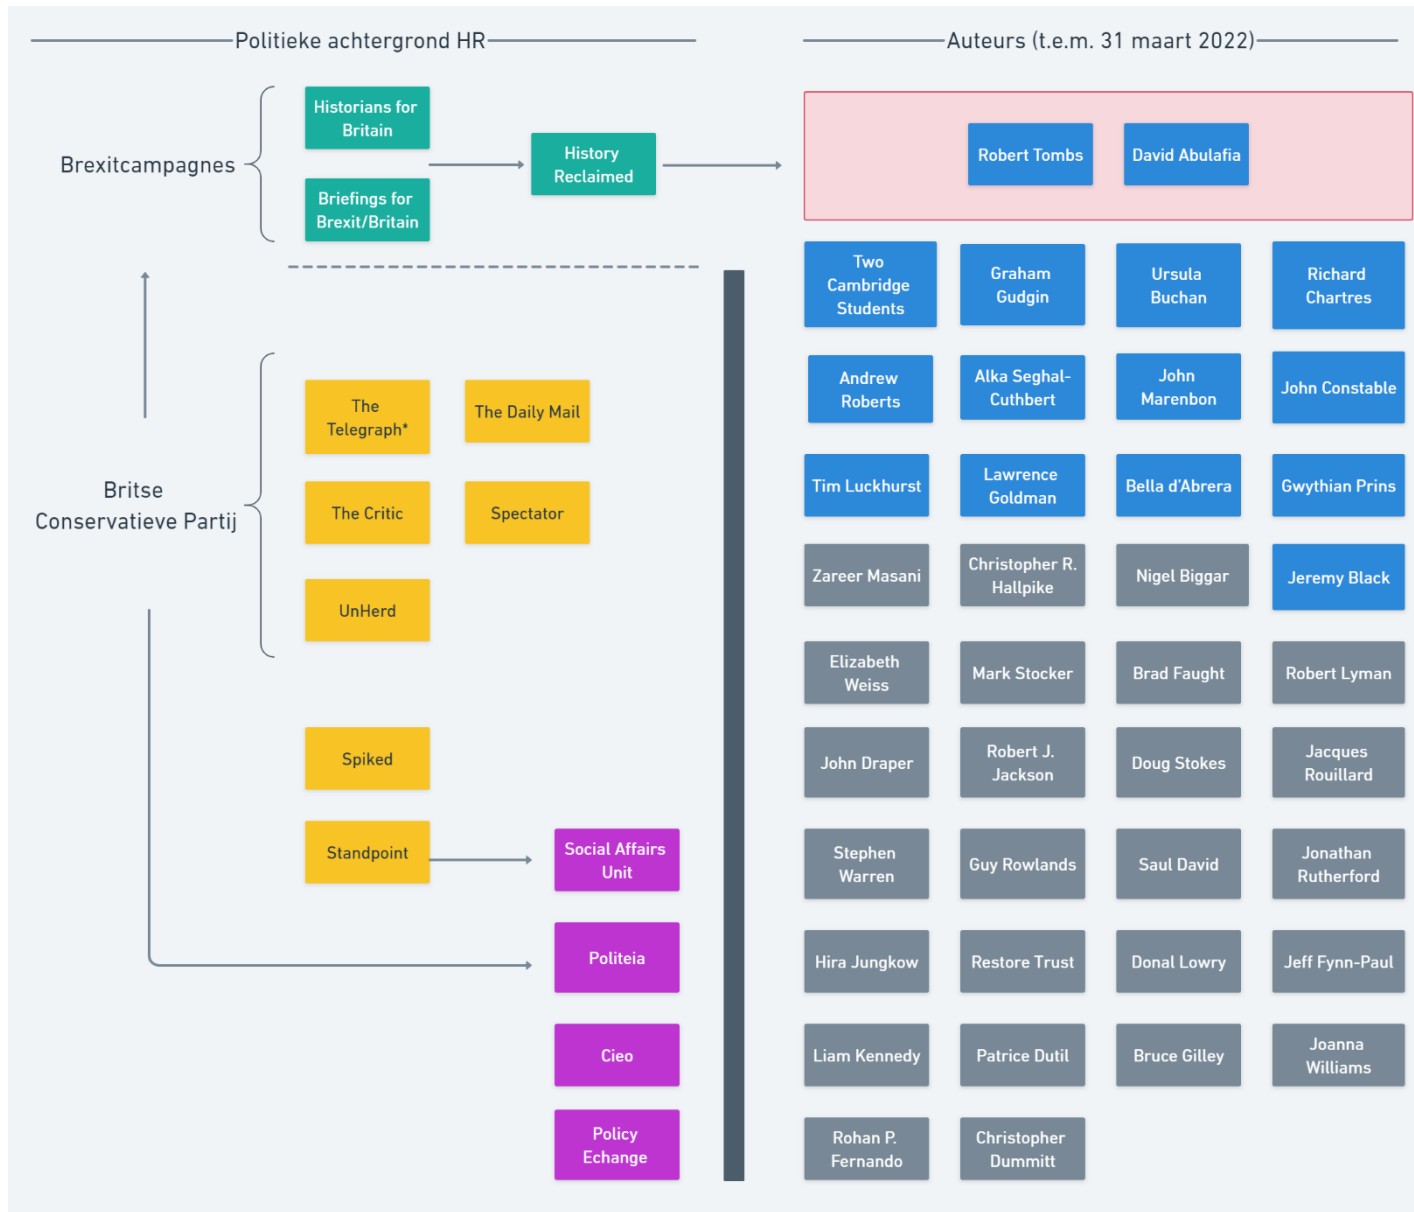 Politieke achtergrond HR
Auteurs (t.e.m. 31 maart 2022)
Brexitcampagnes
Historians for
Britain
Briefings for
Brexit/Britain
History
Reclaimed
Robert Tombs
David Abulafia
Britse
Conservatieve Partij
The
Telegraph*
The Daily Mail
The Critic
Spectator
UnHerd
Spiked
Standpoint
Social Affairs
Unit
Politeia
Cieo
Policy
Echange
Two
Cambridge
Students
Graham
Gudgin
Ursula
Buchan
Richard
Chartres
Andrew
Roberts
Alka Seghal-
Cuthbert
John
Marenbon
John Constable
Tim Luckhurst
Lawrence
Goldman
Bella d'Abrera
Gwythian Prins
Zareer Masani
Christopher R.
Hallpike
Nigel Biggar
Jeremy Black
Elizabeth
Weiss
Mark Stocker
Brad Faught
Robert Lyman
John Draper
Robert J.
Jackson
Doug Stokes
Jacques
Rouillard
Stephen
Warren
Guy Rowlands
Saul David
Jonathan
Rutherford
Hira Jungkow
Restore Trust
Donal Lowry
Jeff Fynn-Paul
Liam Kennedy
Patrice Dutil
Bruce Gilley
Joanna
Williams
Rohan P.
Fernando
Christopher
Dummitt